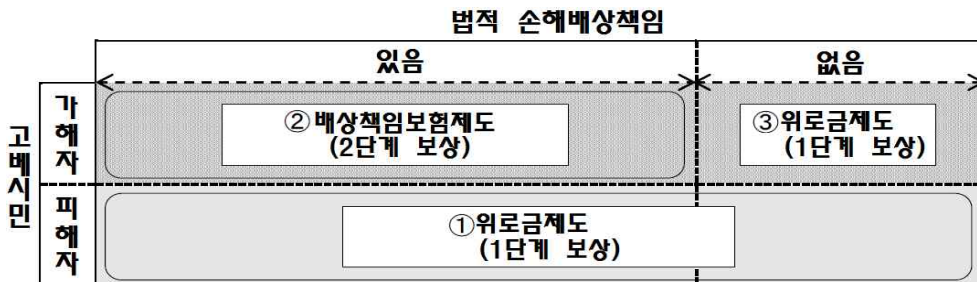 법적 손해배상책임
있음
없음
고베시민
가해자
②배상책임보험제도
(2단계 보상)
③위로금제도
(1단계 보상)
피해자
①위로금제도
(1단계 보상)